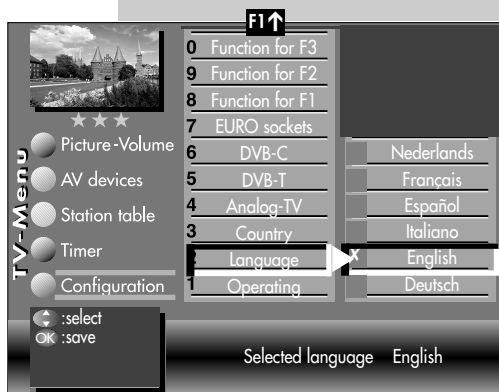 F1↑
0 Function for F3
9 Function for F2
8 Function for F1
7 EURO sockets
6 DVB-C
5 DVB-T
4 Analog-TV
3 Country
Language
1 Operating
TV-Menu
Picture-Volume
AV devices
Station table
Timer
Configuration
Nederlands
Français
Español
Italiano
X English
Deutsch
:select
OK :save
Selected language English